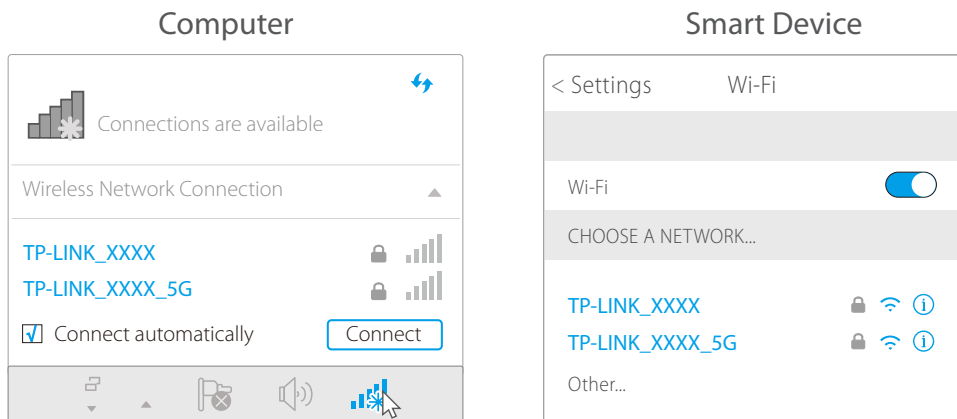 Computer
Connections are available
Wireless Network Connection
TP-LINK_XXXX
TP-LINK_XXXX_5G
Connect automatically
Connect
Smart Device
< Settings
Wi-Fi
Wi-Fi
CHOOSE A NETWORK...
TP-LINK_XXXX
TP-LINK_XXXX_5G
Other...